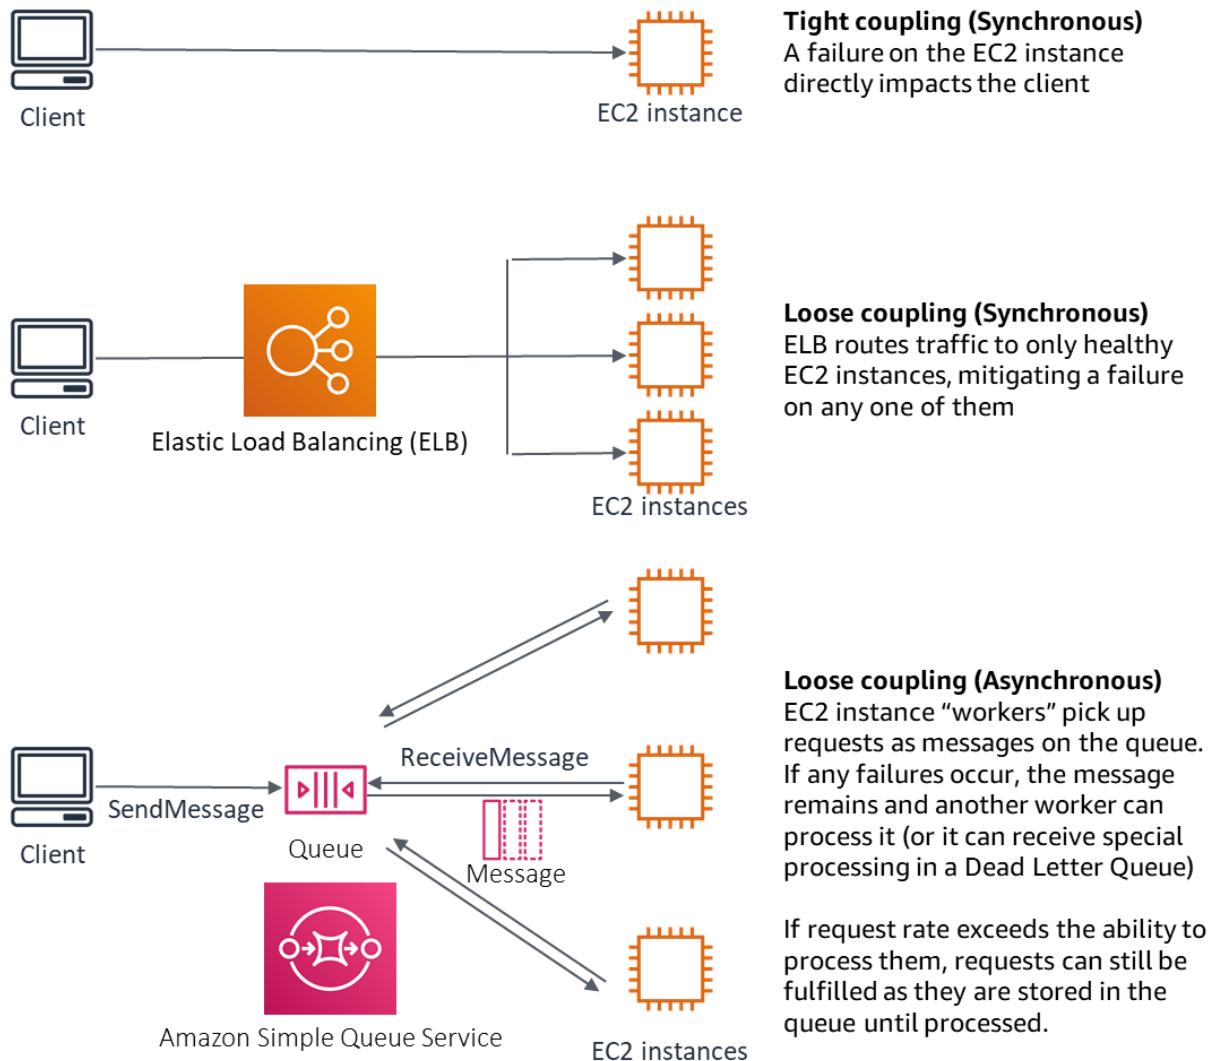 Tight coupling (Synchronous)
A failure on the EC2 instance
directly impacts the client
Client
EC2 instance
Loose coupling (Synchronous)
ELB routes traffic to only healthy
EC2 instances, mitigating a failure
on any one of them
Client
Elastic Load Balancing (ELB)
EC2 instances
Loose coupling (Asynchronous)
EC2 instance “workers” pick up
requests as messages on the queue.
If any failures occur, the message
remains and another worker can
process it (or it can receive special
processing in a Dead Letter Queue)
If request rate exceeds the ability to
process them, requests can still be
fulfilled as they are stored in the
queue until processed.
ReceiveMessage
SendMessage
Client
Queue
Message
Amazon Simple Queue Service
EC2 instances